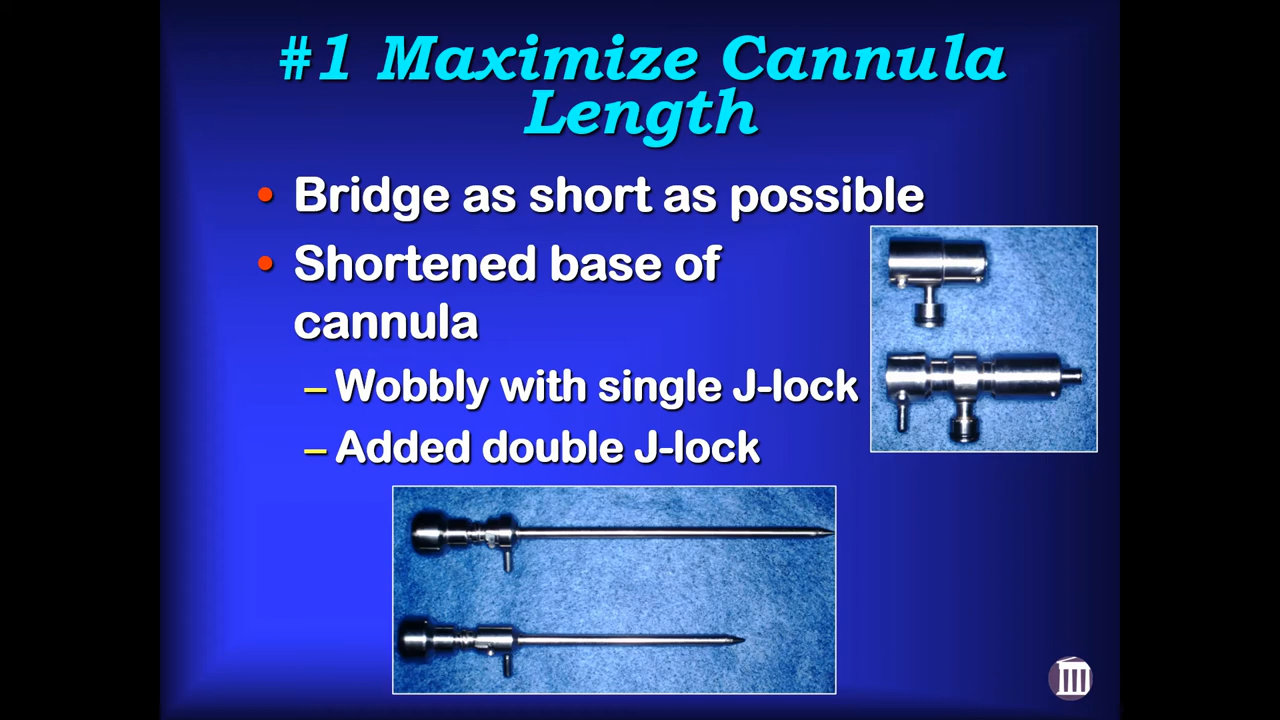 #1 Maximize Cannula
Length
• Bridge as short as possible
• Shortened base of
cannula
– Wobbly with single J-lock
– Added double J-lock